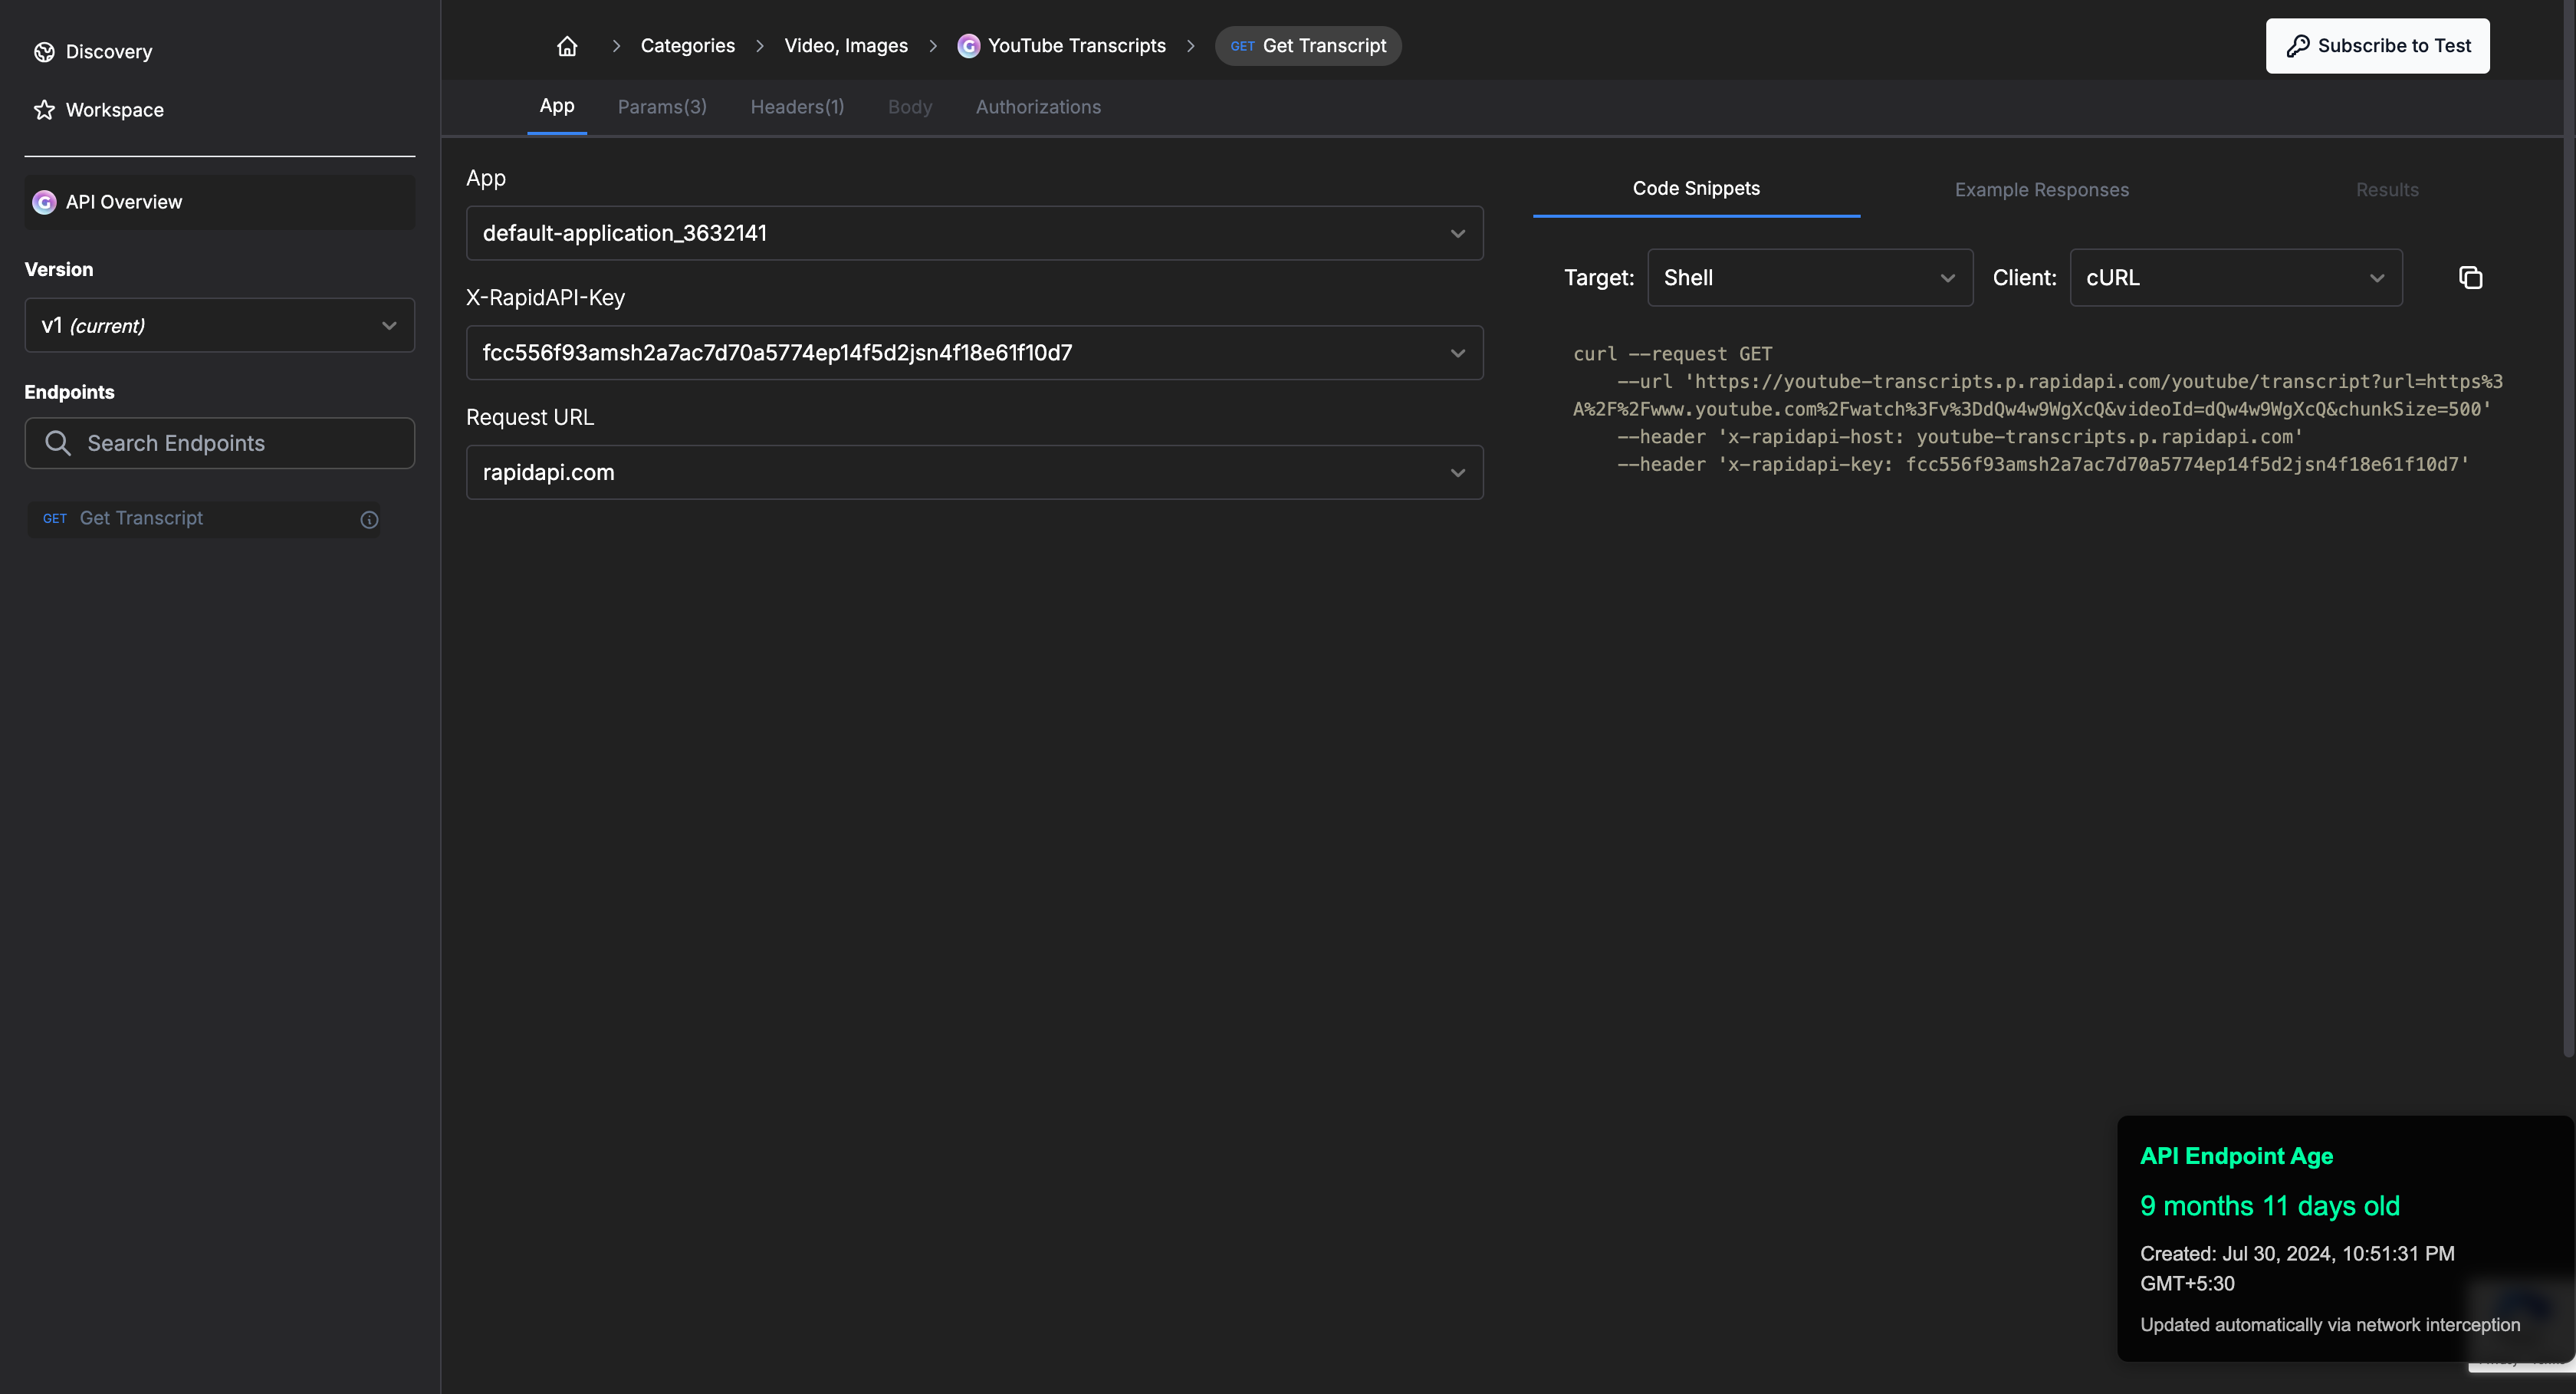 Discovery
Workspace
API Overview
Version
v1 (current)
Endpoints
Search Endpoints
GET Get Transcript
Categories
Video, Images
YouTube Transcripts
GET Get Transcript
Subscribe to Test
App
Params(3)
Headers(1)
Body
Authorizations
App
default-application_3632141
X-RapidAPI-Key
fcc556f93amsh2a7ac7d70a5774ep14f5d2jsn4f18e61f10d7
Request URL
rapidapi.com
Code Snippets
Example Responses
Results
Target: Shell
Client: cURL
curl --request GET
--url 'https://youtube-transcripts.p.rapidapi.com/youtube/transcript?url=https%3
A%2F%2Fwww.youtube.com%2Fwatch%3Fv%3DdQw4w9WgXcQ&videoId=dQw4w9WgXcQ&chunkSize=500'
--header 'x-rapidapi-host: youtube-transcripts.p.rapidapi.com'
--header 'x-rapidapi-key: fcc556f93amsh2a7ac7d70a5774ep14f5d2jsn4f18e61f10d7'
API Endpoint Age
9 months 11 days old
Created: Jul 30, 2024, 10:51:31 PM
GMT+5:30
Updated automatically via network interception